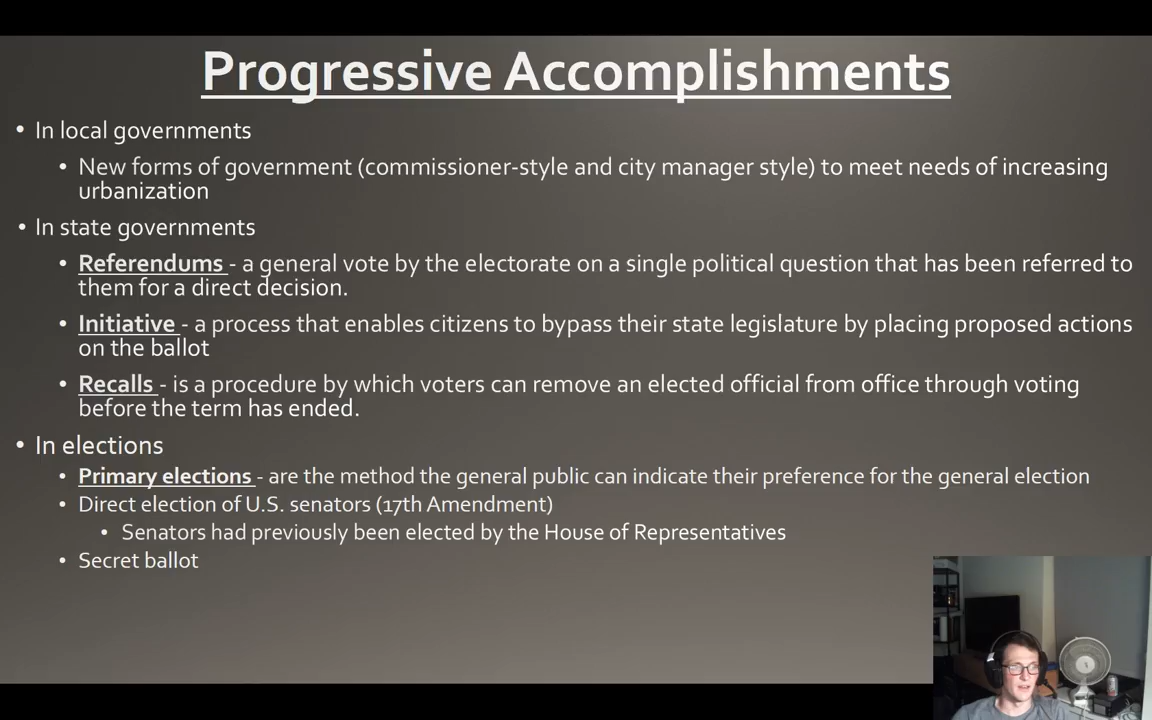 Progressive Accomplishments
• In local governments
• New forms of government (commissioner-style and city manager style) to meet needs of increasing
urbanization
• In state governments
• Referendums - a general vote by the electorate on a single political question that has been referred to
them for a direct decision.
• Initiative - a process that enables citizens to bypass their state legislature by placing proposed actions
on the ballot
• Recalls - is a procedure by which voters can remove an elected official from office through voting
before the term has ended.
• In elections
• Primary elections - are the method the general public can indicate their preference for the general election
• Direct election of U.S. senators (17th Amendment)
• Senators had previously been elected by the House of Representatives
• Secret ballot